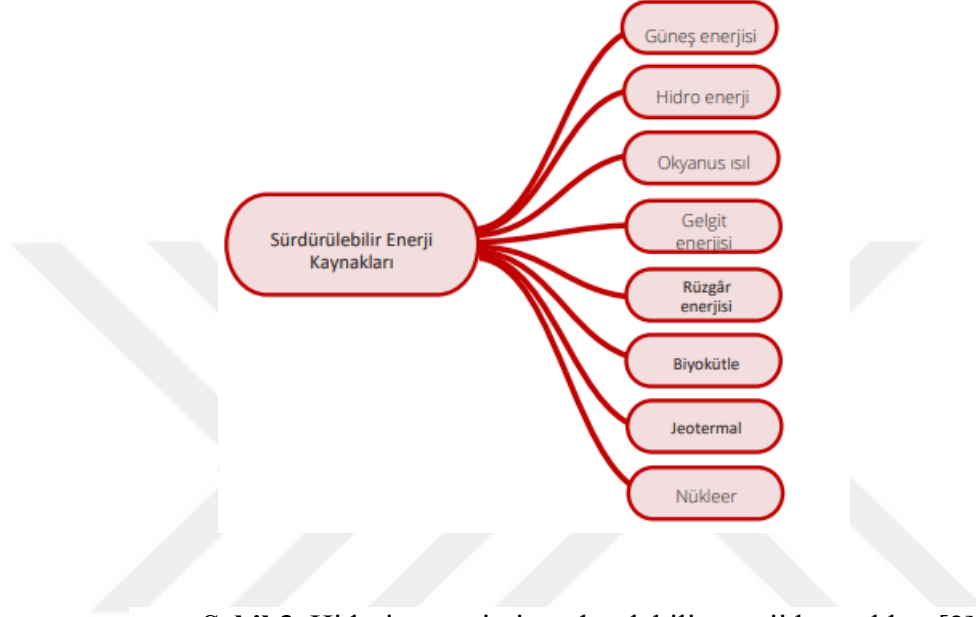 Güneş enerjisi
Hidro enerji
Okyanus ısıl
Gelgit
enerjisi
Sürdürülebilir Enerji
Kaynakları
Rüzgâr
enerjisi
Biyokütle
Jeotermal
Nükleer